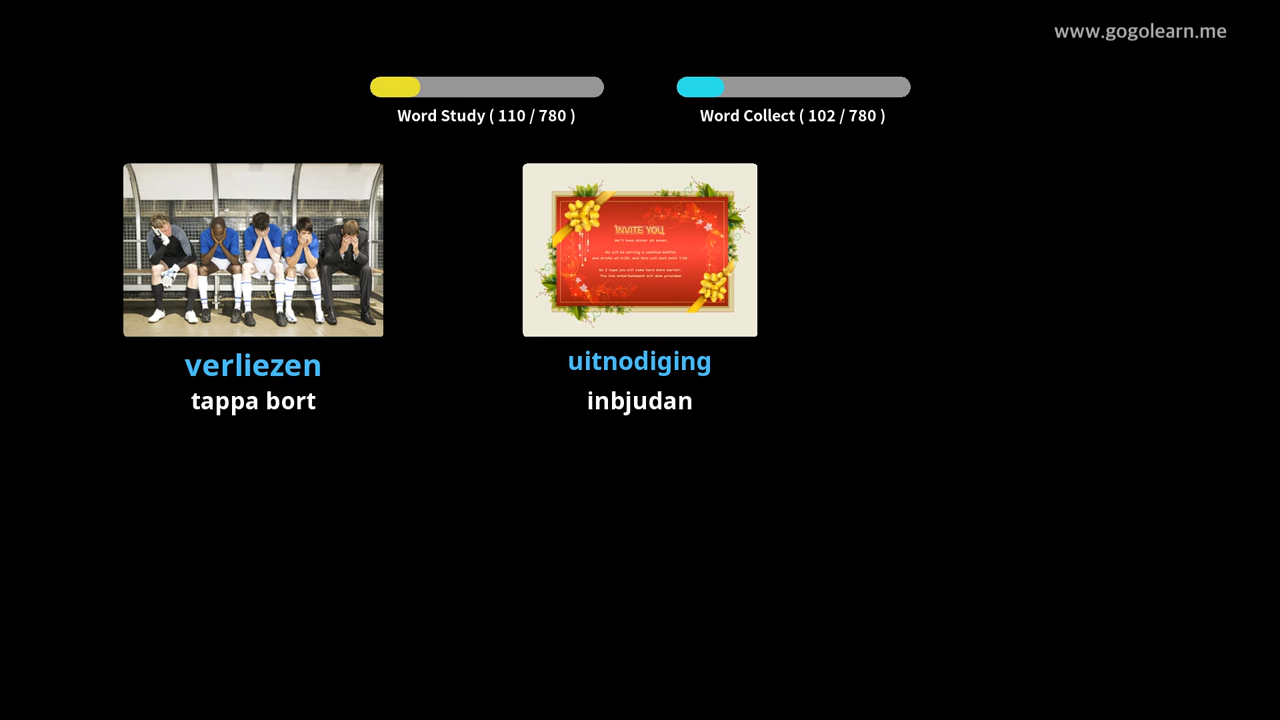 www.gogolearn.me
Word Study ( 110 / 780 )
Word Collect ( 102 / 780 )
INVITE YOU
verliezen
tappa bort
uitnodiging
inbjudan